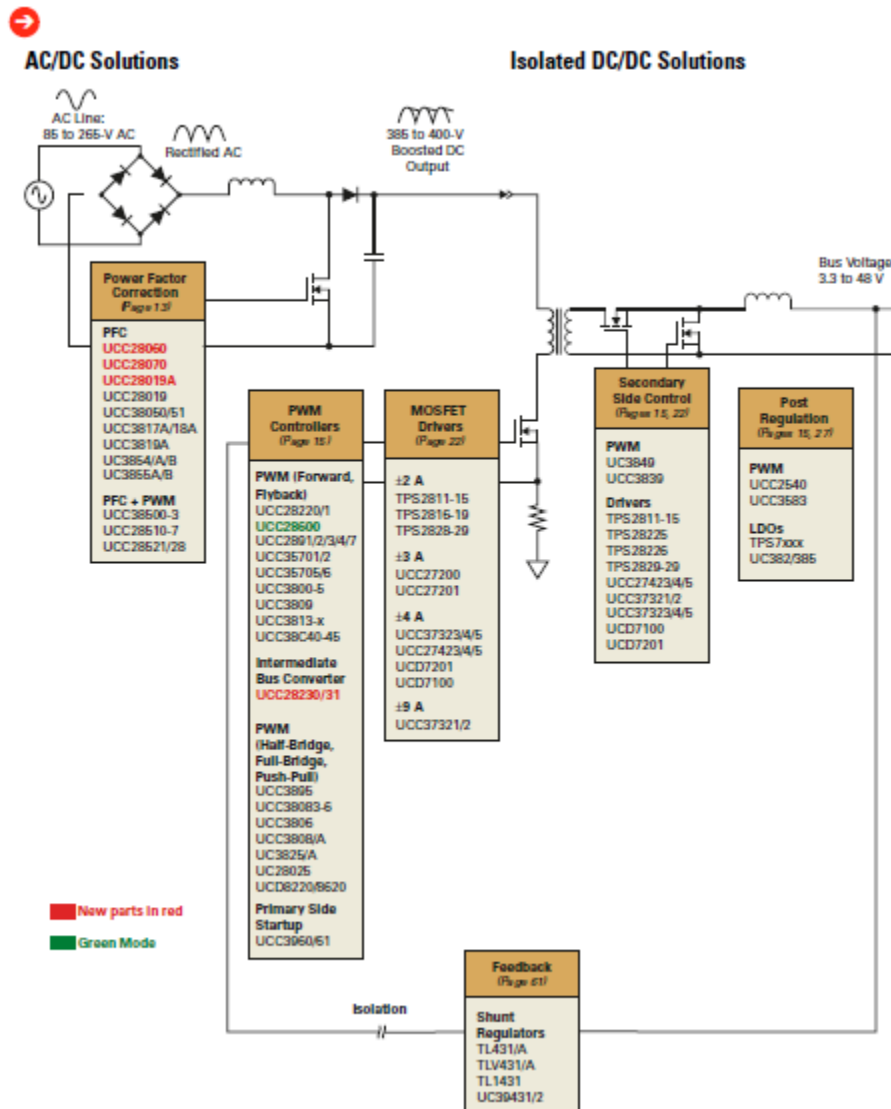 AC/DC Solutions
Isolated DC/DC Solutions
AC Line:
85 to 265-V AC
Rectified AC
385 to 400-V
Boosted DC
Output
Bus Voltage
3.3 to 48 V
Power Factor
Correction
(Page 13)
PFC
UCC28060
UCC28070
UCC28019A
UCC28019
UCC38050/51
UCC3817A/18A
UCC3819A
UC3854/A/B
UC3855A/B
PFC + PWM
UCC38500-3
UCC28510-7
UCC28521/28
PWM
Controllers
(Page 15)
PWM (Forward,
Flyback)
UCC28220/1
UCC28600
UCC2891/2/3/4/7
UCC35701/2
UCC35705/6
UCC3800-5
UCC3809
UCC3813-x
UCC38C40-45
Intermediate
Bus Converter
UCC28230/31
PWM
(Half-Bridge,
Full-Bridge,
Push-Pull)
UCC3895
UCC38083-6
UCC3806
UCC3808/A
UC3825/A
UC28025
UCD8220/8620
Primary Side
Startup
UCC3960/61
MOSFET
Drivers
(Page 22)
±2 A
TPS2811-15
TPS2816-19
TPS2828-29
±3 A
UCC27200
UCC27201
±4 A
UCC37323/4/5
UCC27423/4/5
UCD7201
UCD7100
±9 A
UCC37321/2
Secondary
Side Control
(Pages 15, 22)
PWM
UC3849
UCC3839
Drivers
TPS2811-15
TPS28225
TPS28226
TPS2829-29
UCC27423/4/5
UCC37321/2
UCC37323/4/5
UCD7100
UCD7201
Post
Regulation
(Pages 15, 27)
PWM
UCC2540
UCC3583
LDOs
TPS7xxx
UC382/385
New parts in red
Green Mode
Isolation
Feedback
(Page 61)
Shunt
Regulators
TL431/A
TLV431/A
TL1431
UC39431/2